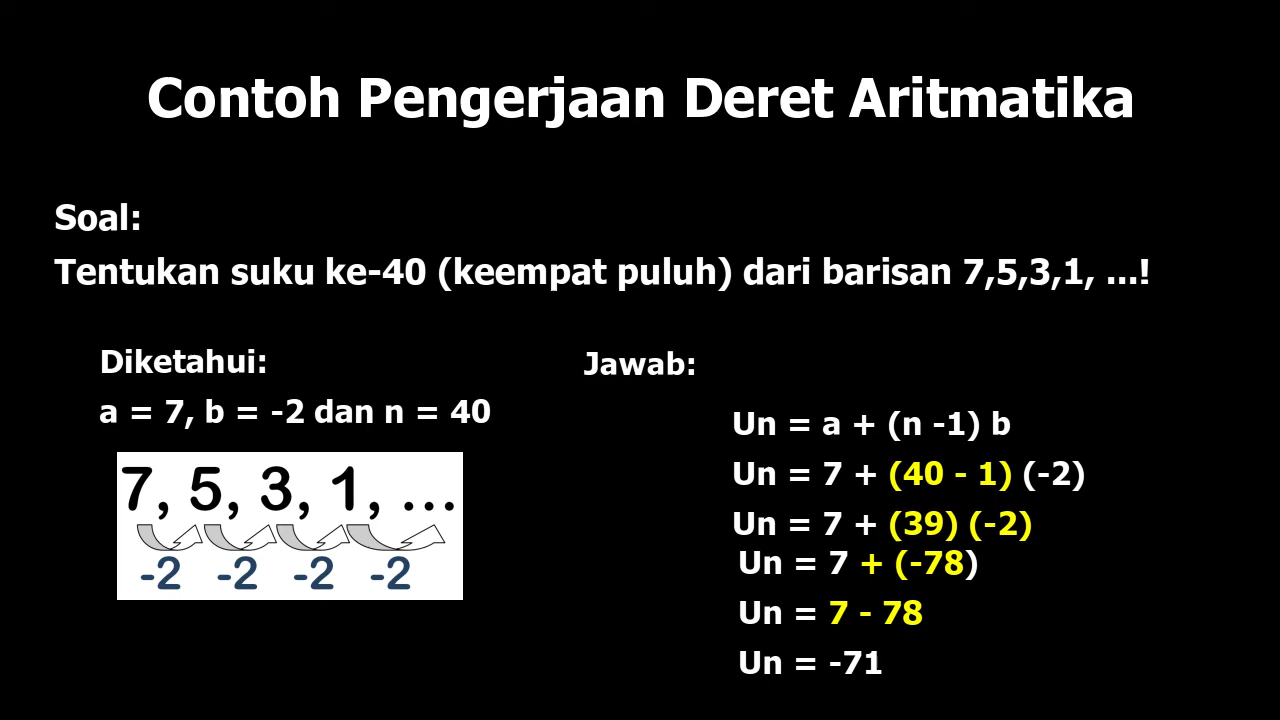 Contoh Pengerjaan Deret Aritmatika
Soal:
Tentukan suku ke-40 (keempat puluh) dari barisan 7,5,3,1, ...!
Diketahui:
a = 7, b = -2 dan n = 40
7, 5, 3, 1, ...
-2 -2 -2 -2
Jawab:
Un = a + (n -1) b
Un = 7 + (40 - 1) (-2)
Un = 7 + (39) (-2)
Un = 7 + (-78)
Un = 7 - 78
Un = -71